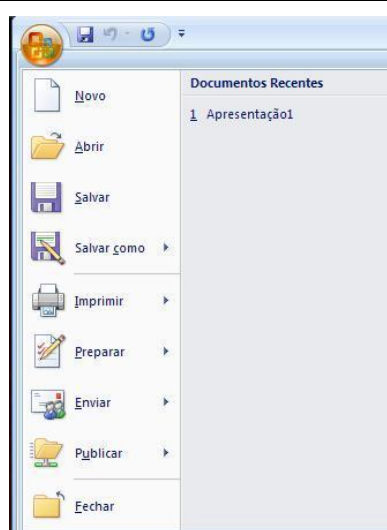 Novo
Abrir
Salvar
Salvar como
Imprimir
Preparar
Enviar
Publicar
Fechar
Documentos Recentes
1 Apresentação1